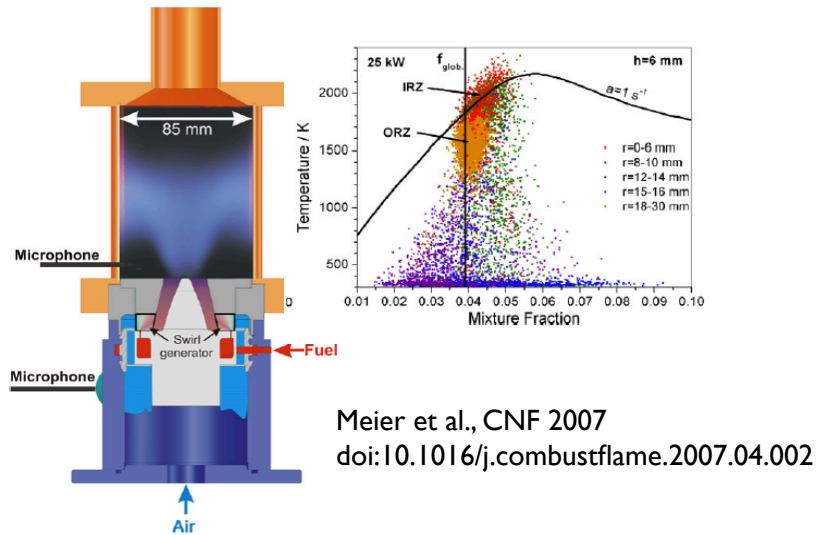 85 mm
Microphone
Swirl
generator
Fuel
Microphone
Air
25 kW
f glob.
h=6 mm
IRZ
a=1 s⁻¹
ORZ
r=0-6 mm
r=8-10 mm
r=12-14 mm
r=15-16 mm
r=18-30 mm
Temperature / K
2000
1500
1000
500
0.01 0.02 0.03 0.04 0.05 0.06 0.07 0.08 0.09 0.10
Mixture Fraction
0
Meier et al., CNF 2007
doi:10.1016/j.combustflame.2007.04.002